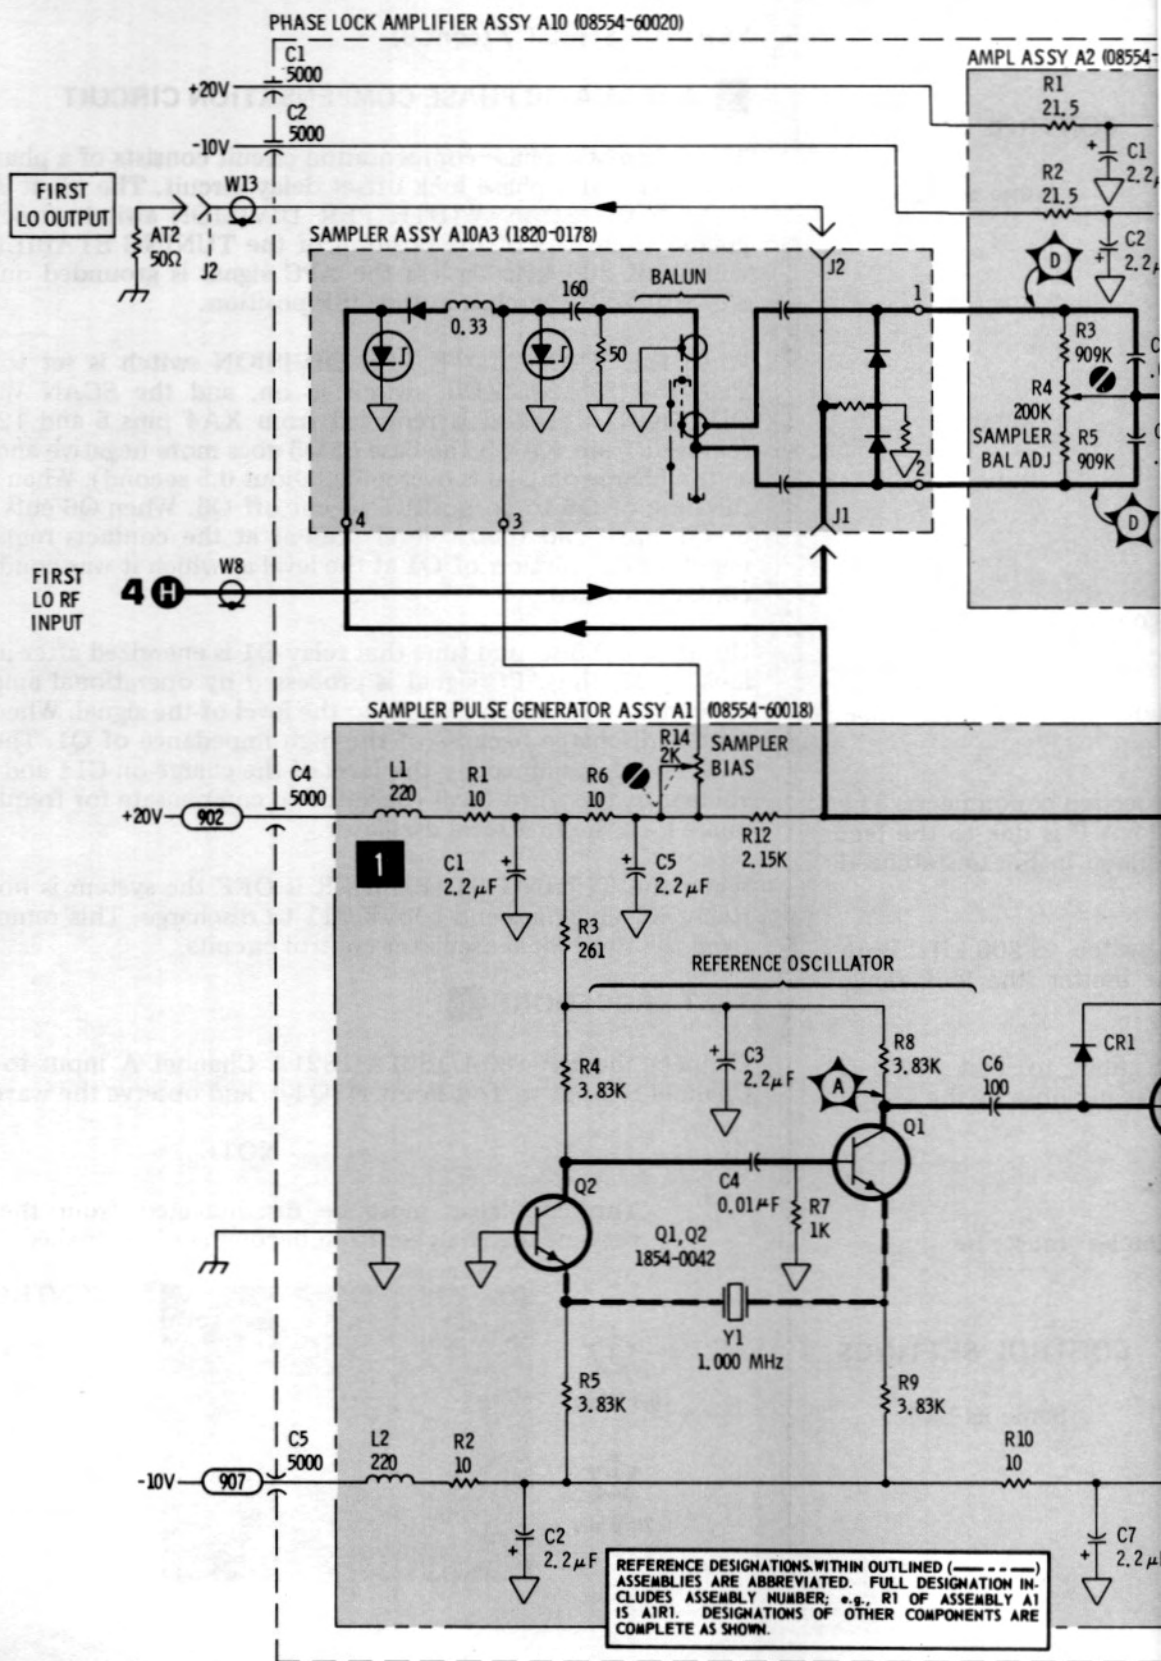 PHASE LOCK AMPLIFIER ASSY A10 (08554-60020)
AMPL ASSY A2 (08554-
C1
5000
+20V
C2
5000
-10V
R1
21.5
C1
2.2μ
R2
21.5
C2
2.2μ
FIRST
LO OUTPUT
W13
AT2
50Ω
J2
SAMPLER ASSY A10A3 (1820-0178)
J2
BALUN
160
0.33
50
1
2
J1
4
3
D
R3
909K
R4
200K
SAMPLER
BAL ADJ
R5
909K
D
FIRST
LO RF
INPUT
4 H
W8
SAMPLER PULSE GENERATOR ASSY A1 (08554-60018)
R14
2K
SAMPLER
BIAS
+20V
902
C4
5000
L1
220
R1
10
R6
10
R12
2.15K
1
C1
2.2μF
C5
2.2μF
R3
261
REFERENCE OSCILLATOR
R4
3.83K
C3
2.2μF
R8
3.83K
A
C6
100
CR1
Q1
Q2
C4
0.01μF
R7
1K
Q1,Q2
1854-0042
Y1
1.000 MHz
R5
3.83K
R9
3.83K
-10V
907
C5
5000
L2
220
R2
10
R10
10
C2
2.2μF
C7
2.2μF
REFERENCE DESIGNATIONS WITHIN OUTLINED (— - - —)
ASSEMBLIES ARE ABBREVIATED. FULL DESIGNATION IN-
CLUDES ASSEMBLY NUMBER; e.g., R1 OF ASSEMBLY A1
IS A1R1. DESIGNATIONS OF OTHER COMPONENTS ARE
COMPLETE AS SHOWN.